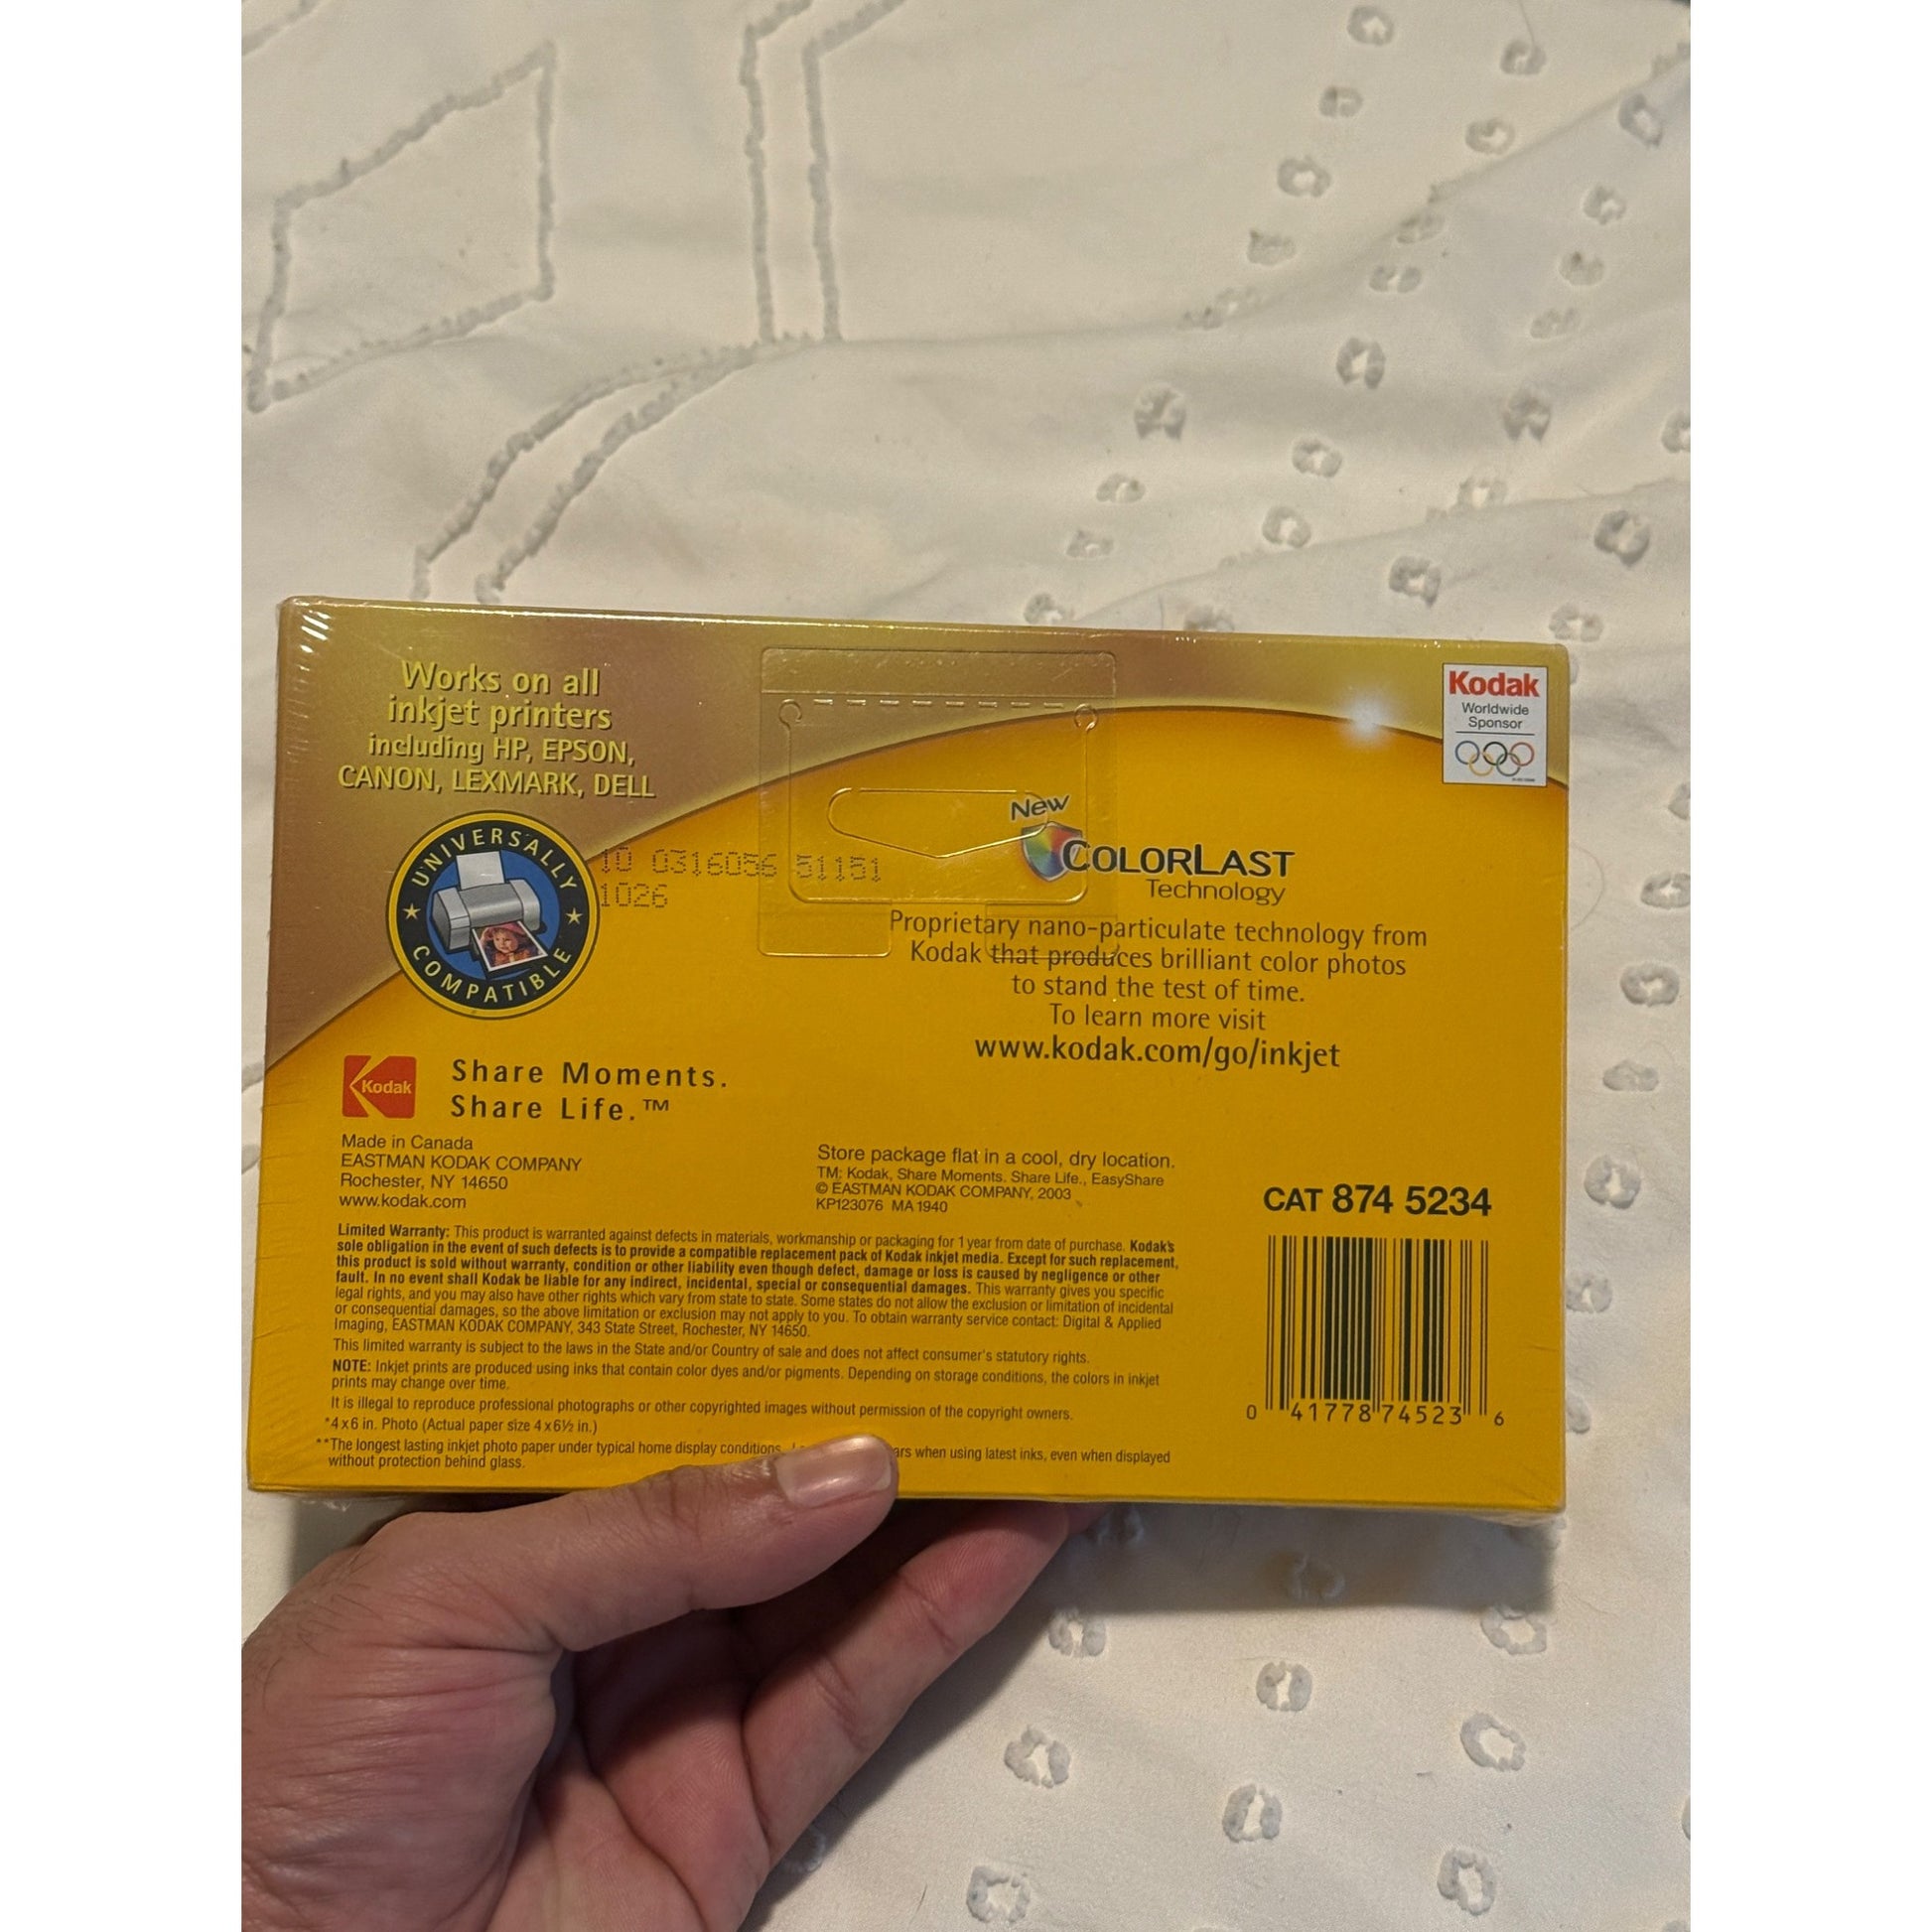 Works on all
inkjet printers
including HP, EPSON,
CANON, LEXMARK, DELL
UNIVERSALLY
COMPATIBLE
10 0316056 51151
1026
Kodak
Worldwide
Sponsor
New
COLORLAST
Technology
Proprietary nano-particulate technology from
Kodak that produces brilliant color photos
to stand the test of time.
To learn more visit
www.kodak.com/go/inkjet
Kodak
Share Moments.
Share Life.™
Made in Canada
EASTMAN KODAK COMPANY
Rochester, NY 14650
www.kodak.com
Store package flat in a cool, dry location.
TM: Kodak, Share Moments. Share Life., EasyShare
© EASTMAN KODAK COMPANY, 2003
KP123076 MA1940
CAT 874 5234
Limited Warranty: This product is warranted against defects in materials, workmanship or packaging for 1 year from date of purchase. Kodak's
sole obligation in the event of such defects is to provide a compatible replacement pack of Kodak inkjet media. Except for such replacement,
this product is sold without warranty, condition or other liability even though defect, damage or loss is caused by negligence or other
fault. In no event shall Kodak be liable for any indirect, incidental, special or consequential damages. This warranty gives you specific
legal rights, and you may also have other rights which vary from state to state. Some states do not allow the exclusion or limitation of incidental
or consequential damages, so the above limitation or exclusion may not apply to you. To obtain warranty service contact: Digital & Applied
Imaging, EASTMAN KODAK COMPANY, 343 State Street, Rochester, NY 14650.
This limited warranty is subject to the laws in the State and/or Country of sale and does not affect consumer's statutory rights.
NOTE: Inkjet prints are produced using inks that contain color dyes and/or pigments. Depending on storage conditions, the colors in inkjet
prints may change over time.
It is illegal to reproduce professional photographs or other copyrighted images without permission of the copyright owners.
*4 x 6 in. Photo (Actual paper size 4 x 6½ in.)
**The longest lasting inkjet photo paper under typical home display conditions. ars when using latest inks, even when displayed
without protection behind glass.
0 41778 74523 6